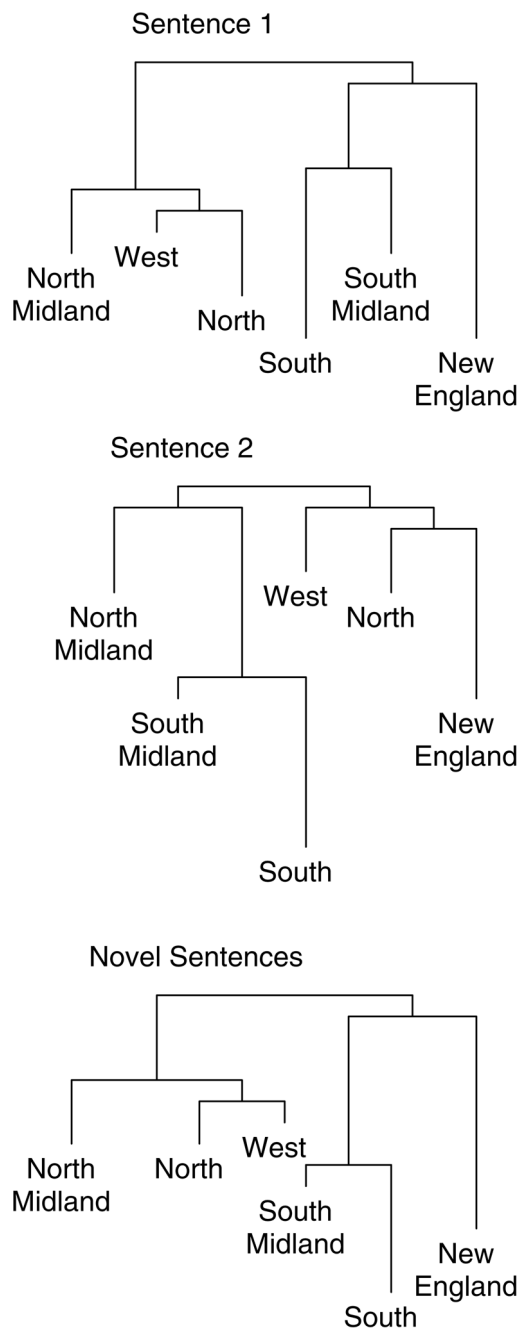 Sentence 1
West
North
Midland
South
Midland
North
South
New
England
Sentence 2
West
North
Midland
North
South
Midland
New
England
South
Novel Sentences
West
North
Midland
North
South
Midland
New
England
South